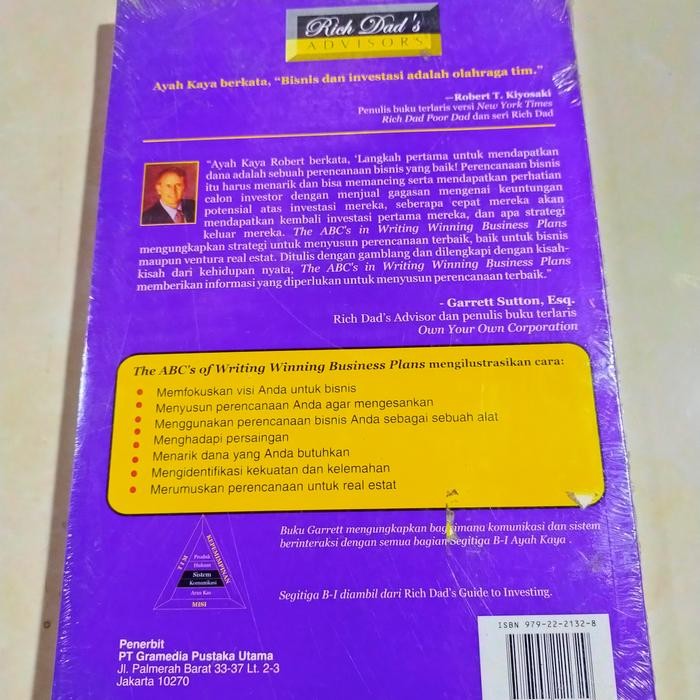 Rich Dad's
ADVISORS
Ayah Kaya berkata, “Bisnis dan investasi adalah olahraga tim.”
—Robert T. Kiyosaki
Penulis buku terlaris versi New York Times
Rich Dad Poor Dad dan seri Rich Dad
“Ayah Kaya Robert berkata, ‘Langkah pertama untuk mendapatkan
dana adalah sebuah perencanaan bisnis yang baik! Perencanaan bisnis
itu harus menarik dan bisa memancing serta mendapatkan perhatian
calon investor dengan menjual gagasan mengenai keuntungan
potensial atas investasi mereka, seberapa cepat mereka akan
mendapatkan kembali investasi pertama mereka, dan apa strategi
keluar mereka. The ABC's in Writing Winning Business Plans
mengungkapkan strategi untuk menyusun perencanaan terbaik, baik untuk bisnis
maupun ventura real estat. Ditulis dengan gamblang dan dilengkapi dengan kisah-
kisah dari kehidupan nyata, The ABC's in Writing Winning Business Plans
memberikan informasi yang diperlukan untuk menyusun perencanaan terbaik.”
- Garrett Sutton, Esq.
Rich Dad's Advisor dan penulis buku terlaris
Own Your Own Corporation
The ABC's of Writing Winning Business Plans mengilustrasikan cara:
• Memfokuskan visi Anda untuk bisnis
• Menyusun perencanaan Anda agar mengesankan
• Menggunakan perencanaan bisnis Anda sebagai sebuah alat
• Menghadapi persaingan
• Menarik dana yang Anda butuhkan
• Mengidentifikasi kekuatan dan kelemahan
• Merumuskan perencanaan untuk real estat
Buku Garrett mengungkapkan bagaimana komunikasi dan sistem
berinteraksi dengan semua bagian Segitiga B-I Ayah Kaya .
TIM
KEPEMIMPINAN
Produk
Hukum
Sistem
Komunikasi
Arus Kas
MISI
Segitiga B-I diambil dari Rich Dad's Guide to Investing.
ISBN 979-22-2132-8
Penerbit
PT Gramedia Pustaka Utama
Jl. Palmerah Barat 33-37 Lt. 2-3
Jakarta 10270